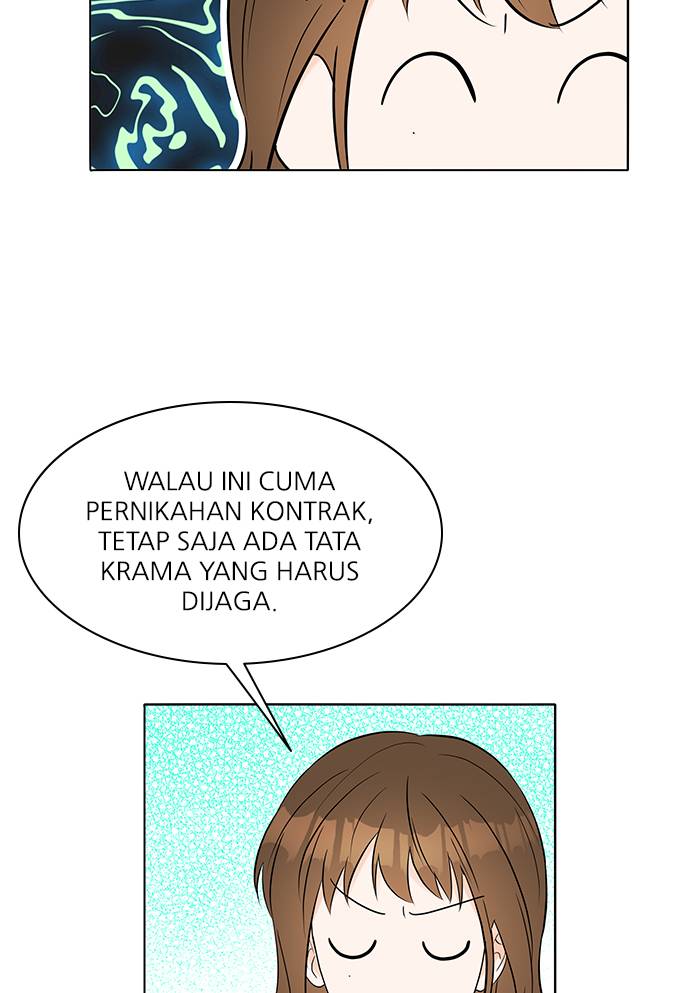 WALAU INI CUMA
PERNIKAHAN KONTRAK,
TETAP SAJA ADA TATA
KRAMA YANG HARUS
DIJAGA.